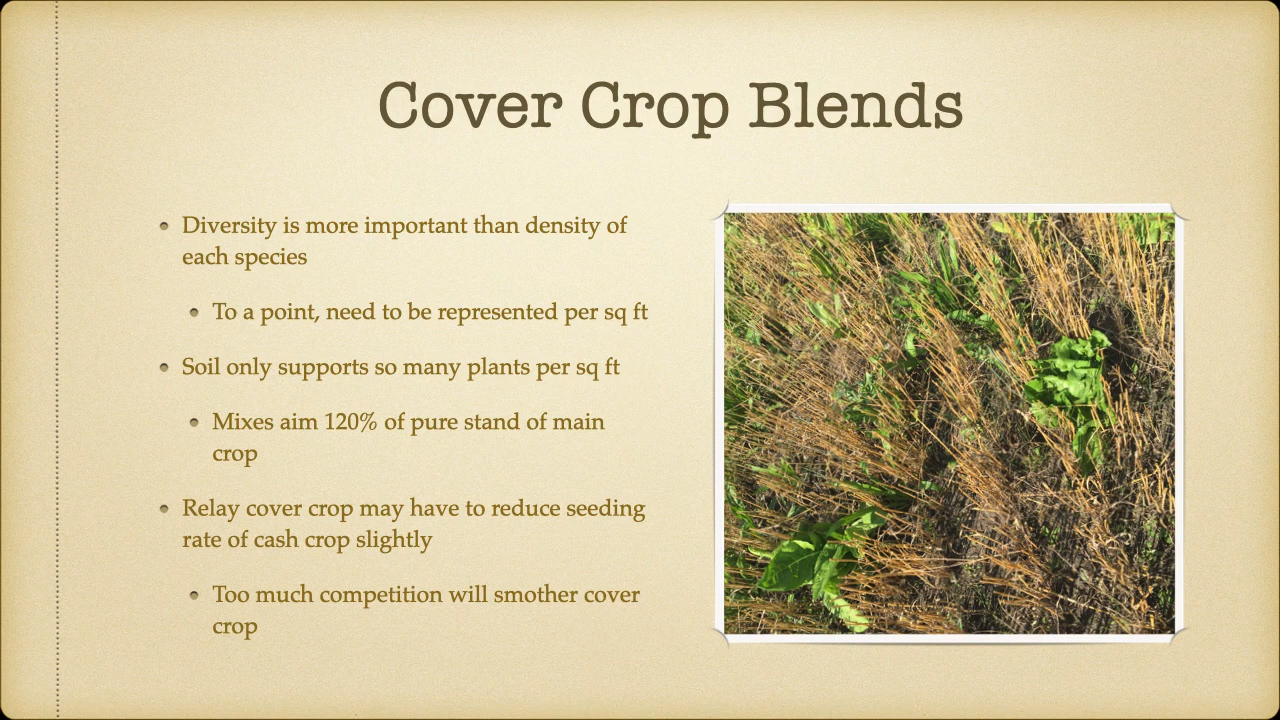 Cover Crop Blends
Diversity is more important than density of
each species
To a point, need to be represented per sq ft
Soil only supports so many plants per sq ft
Mixes aim 120% of pure stand of main
crop
Relay cover crop may have to reduce seeding
rate of cash crop slightly
Too much competition will smother cover
crop